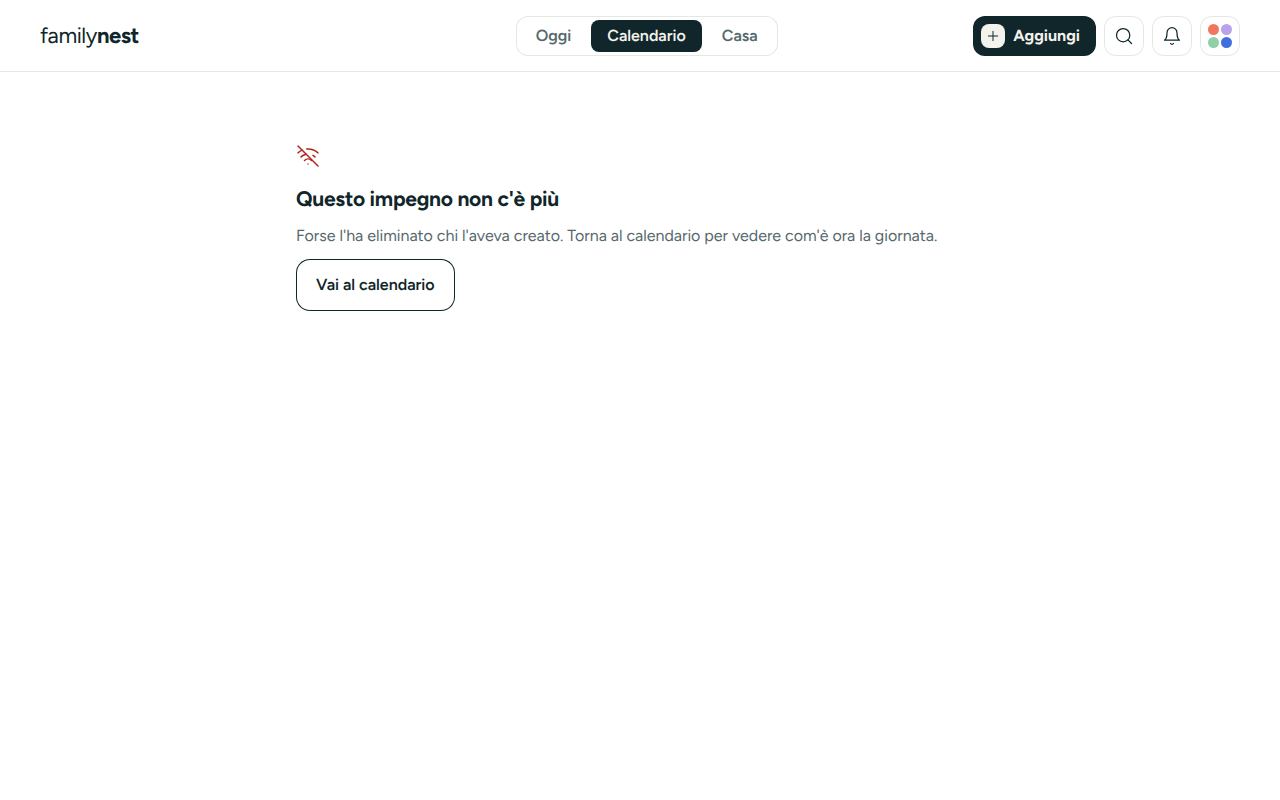 familynest
Oggi
Calendario
Casa
Aggiungi
Questo impegno non c'è più
Forse l'ha eliminato chi l'aveva creato. Torna al calendario per vedere com'è ora la giornata.
Vai al calendario